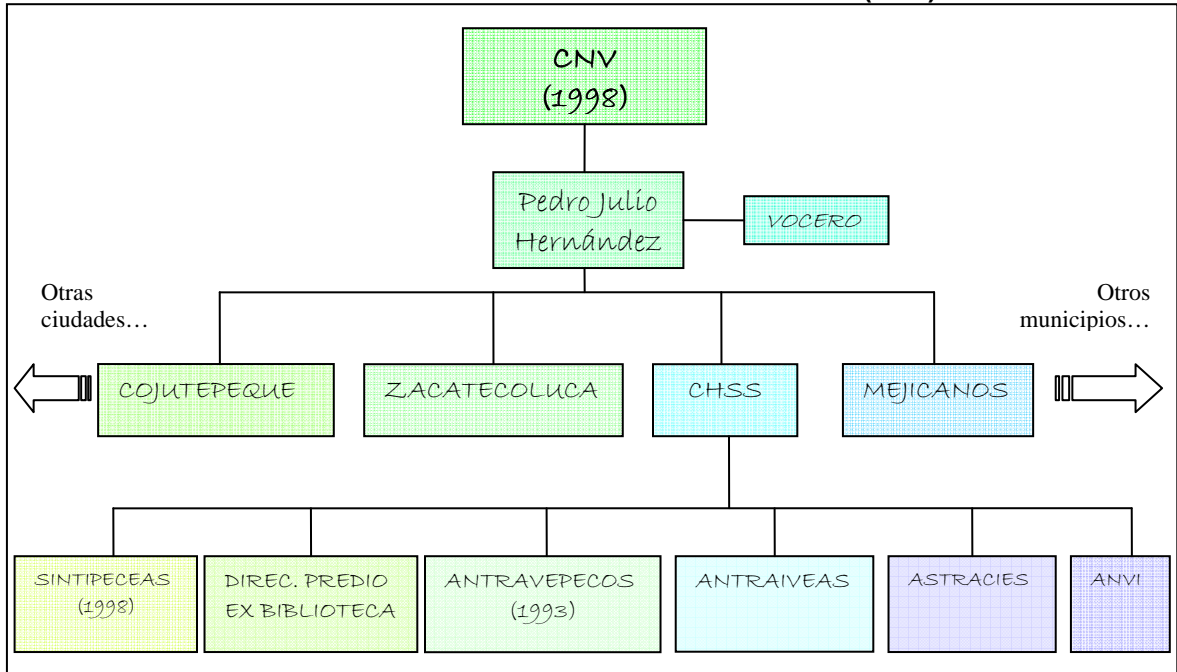 CNV
(1998)
Pedro Julio
Hernández
VOCERO
Otras
ciudades…
Otros
municipios…
COJUTEPEQUE
ZACATECOLUCA
CHSS
MEJICANOS
SINTIPECEAS
(1998)
DIREC. PREDIO
EX BIBLIOTECA
ANTRAVEPECOS
(1993)
ANTRAIVEAS
ASTRACIES
ANVI